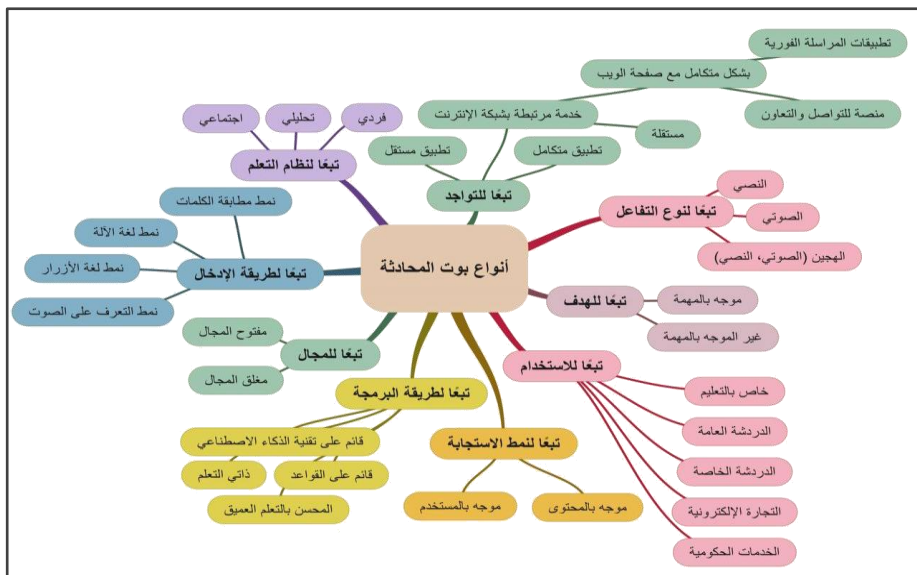 أنواع بوت المحادثة
تبعًا للتواجد
تطبيق مستقل
تطبيق متكامل
خدمة مرتبطة بشبكة الإنترنت
مستقلة
بشكل متكامل مع صفحة الويب
تطبيقات المراسلة الفورية
منصة للتواصل والتعاون
تبعًا لنوع التفاعل
النصي
الصوتي
الهجين (الصوتي، النصي)
تبعًا للهدف
موجه بالمهمة
غير الموجه بالمهمة
تبعًا للاستخدام
خاص بالتعليم
الدردشة العامة
الدردشة الخاصة
التجارة الإلكترونية
الخدمات الحكومية
تبعًا لنمط الاستجابة
موجه بالمحتوى
موجه بالمستخدم
تبعًا لطريقة البرمجة
قائم على تقنية الذكاء الاصطناعي
ذاتي التعلم
قائم على القواعد
المحسن بالتعلم العميق
تبعًا للمجال
مفتوح المجال
مغلق المجال
تبعًا لطريقة الإدخال
نمط مطابقة الكلمات
نمط لغة الآلة
نمط لغة الأزرار
نمط التعرف على الصوت
تبعًا لنظام التعلم
فردي
تحليلي
اجتماعي